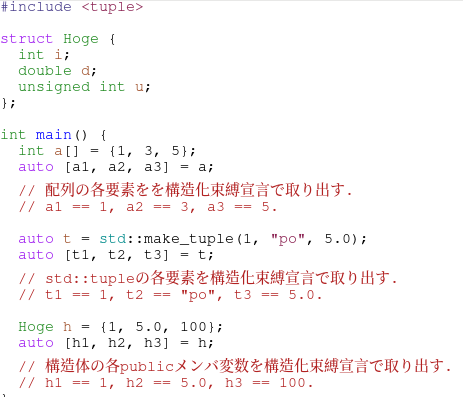 #include <tuple>
struct Hoge {
int i;
double d;
unsigned int u;
};
int main() {
int a[] = {1, 3, 5};
auto [a1, a2, a3] = a;
// 配列の各要素をを構造化束縛宣言で取り出す.
// a1 == 1, a2 == 3, a3 == 5.
auto t = std::make_tuple(1, "po", 5.0);
auto [t1, t2, t3] = t;
// std::tupleの各要素を構造化束縛宣言で取り出す.
// t1 == 1, t2 == "po", t3 == 5.0.
Hoge h = {1, 5.0, 100};
auto [h1, h2, h3] = h;
// 構造体の各publicメンバ変数を構造化束縛宣言で取り出す.
// h1 == 1, h2 == 5.0, h3 == 100.
}